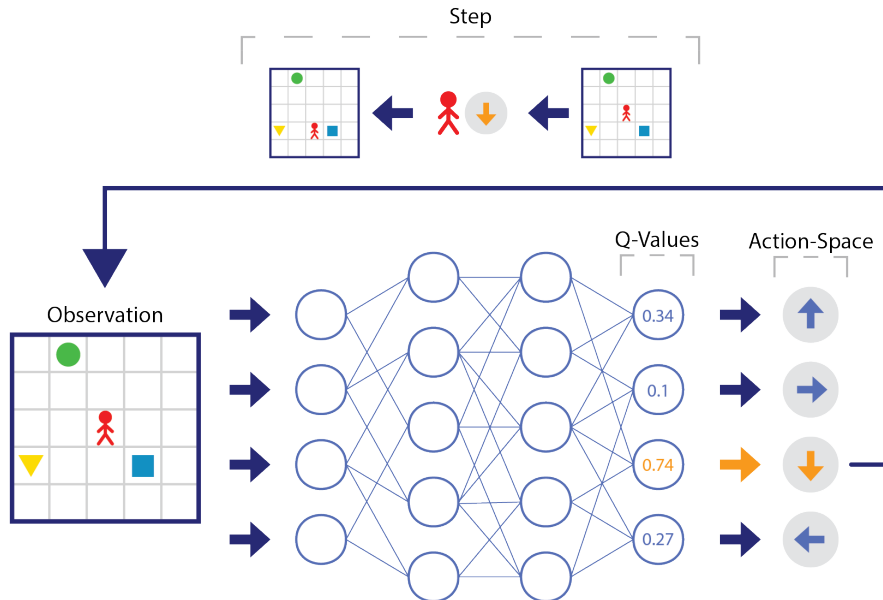 Step
Q-Values
Action-Space
Observation
0.34
0.1
0.74
0.27